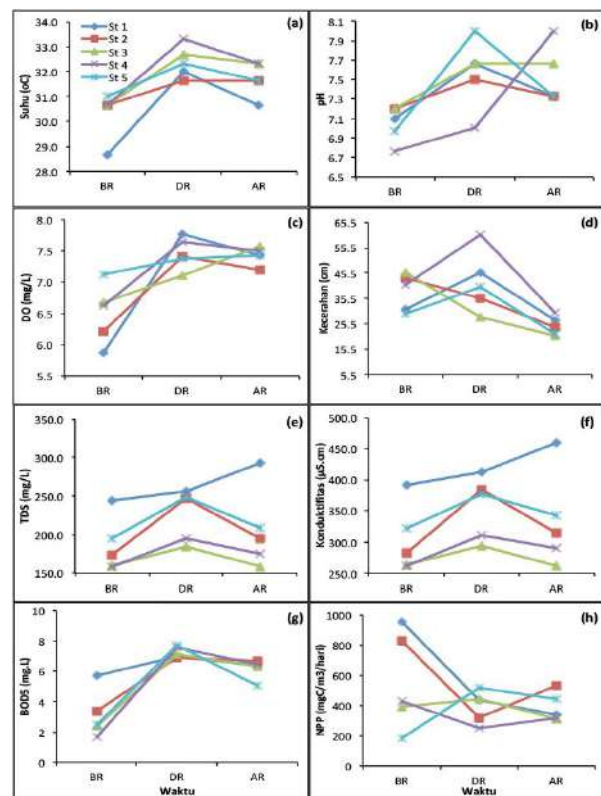 (a)
St 1
St 2
St 3
St 4
St 5
Suhu (oC)
33.0
32.0
31.0
30.0
29.0
28.0
BR DR AR
(b)
pH
8.1
7.9
7.7
7.5
7.3
7.1
6.9
6.7
6.5
BR DR AR
(c)
DO (mg/L)
8.0
7.5
7.0
6.5
6.0
5.5
BR DR AR
(d)
Kecerahan (cm)
65.5
55.5
45.5
35.5
25.5
15.5
5.5
BR DR AR
(e)
TDS (mg/L)
350.0
300.0
250.0
200.0
150.0
BR DR AR
(f)
Konduktifitas (µS.cm)
500.0
450.0
400.0
350.0
300.0
250.0
BR DR AR
(g)
BOD5 (mg.L)
10
8
6
4
2
0
BR DR AR
Waktu
(h)
NPP (mgC/m3/hari)
1000
800
600
400
200
0
BR DR AR
Waktu